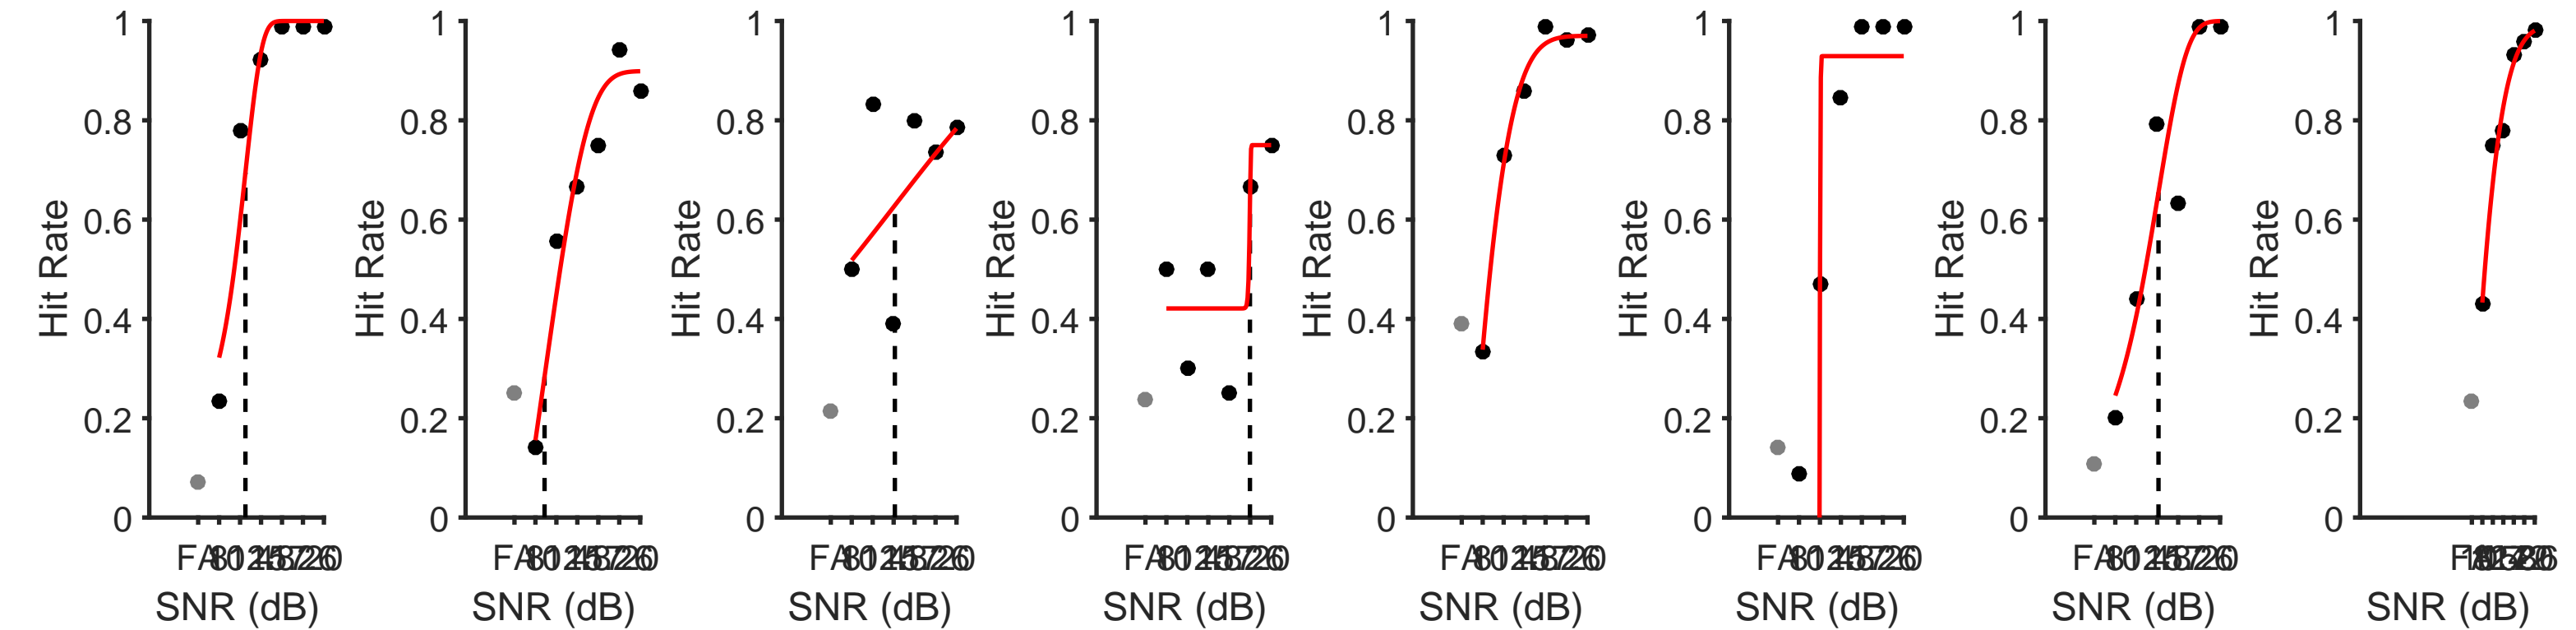 1 1 1 1 1 1 1 1
0.8 0.8 0.8 0.8 0.8 0.8 0.8 0.8
0.6 0.6 0.6 0.6 0.6 0.6 0.6 0.6
Hit Rate Hit Rate Hit Rate Hit Rate Hit Rate Hit Rate Hit Rate Hit Rate
0.4 0.4 0.4 0.4 0.4 0.4 0.4 0.4
0.2 0.2 0.2 0.2 0.2 0.2 0.2 0.2
0 0 0 0 0 0 0 0
SNR (dB) SNR (dB) SNR (dB) SNR (dB) SNR (dB) SNR (dB) SNR (dB) SNR (dB)